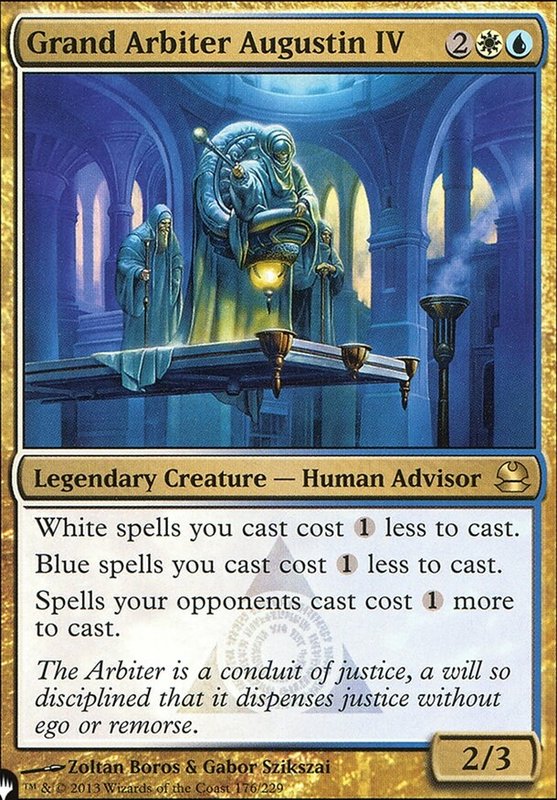 Grand Arbiter Augustin IV 2
Legendary Creature — Human Advisor
White spells you cast cost 1 less to cast.
Blue spells you cast cost 1 less to cast.
Spells your opponents cast cost 1 more
to cast.
The Arbiter is a conduit of justice, a will so
disciplined that it dispenses justice without
ego or remorse.
Zoltan Boros & Gabor Szikszai
2/3
™ & © 2013 Wizards of the Coast 176/229